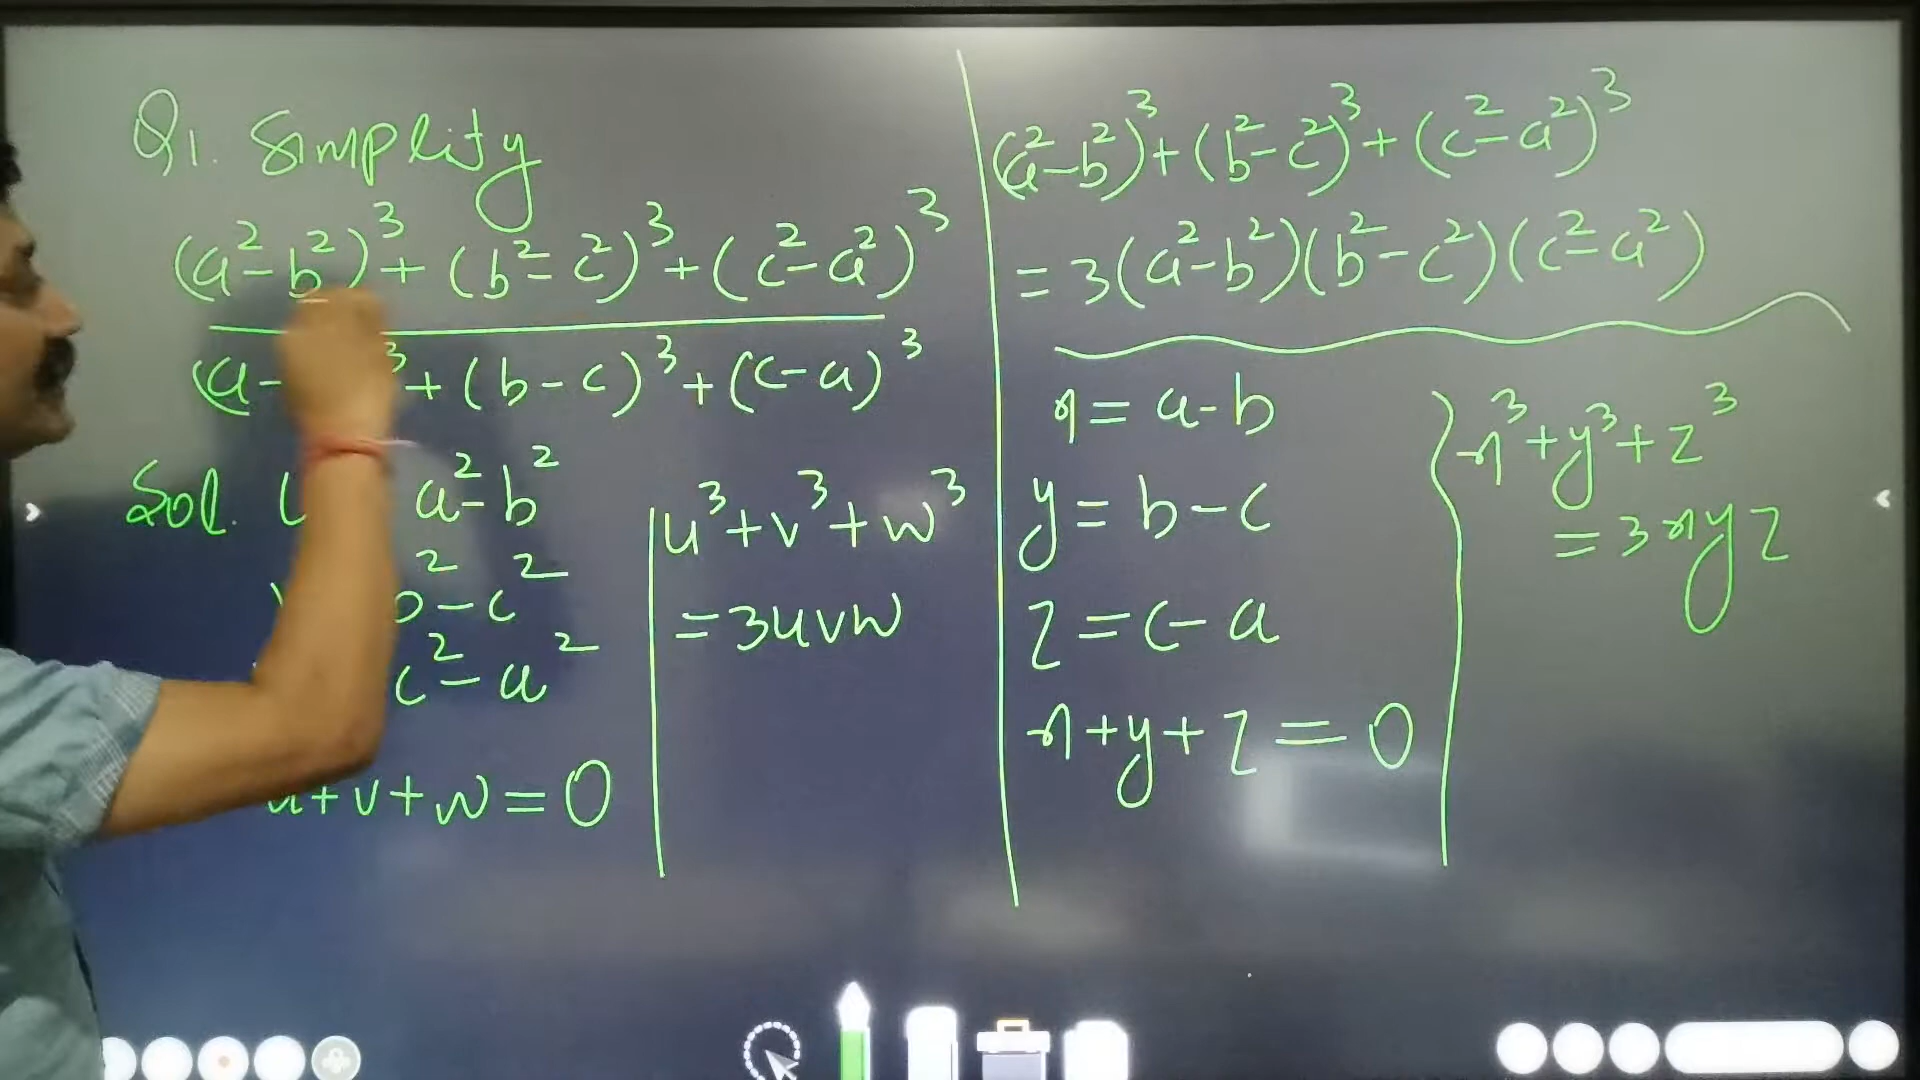 Q1. Simplify
(a²-b²)³+(b²-c²)³+(c²-a²)³
(a- ³+(b-c)³+(c-a)³
Sol. a²-b²
-c²
c²-a²
u+v+w=0
u³+v³+w³
=3uvw
(a²-b²)³+(b²-c²)³+(c²-a²)³
=3(a²-b²)(b²-c²)(c²-a²)
x=a-b
y=b-c
z=c-a
x+y+z=0
x³+y³+z³
=3xyz